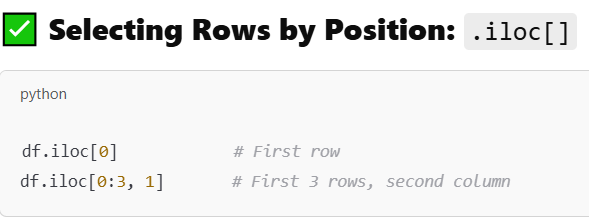 ✅ Selecting Rows by Position: .iloc[]
python
df.iloc[0] # First row
df.iloc[0:3, 1] # First 3 rows, second column